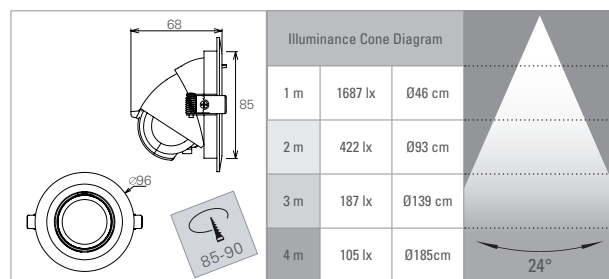 68
85
Ø96
85-90
Illuminance Cone Diagram
1 m 1687 lx Ø46 cm
2 m 422 lx Ø93 cm
3 m 187 lx Ø139 cm
4 m 105 lx Ø185cm
24°